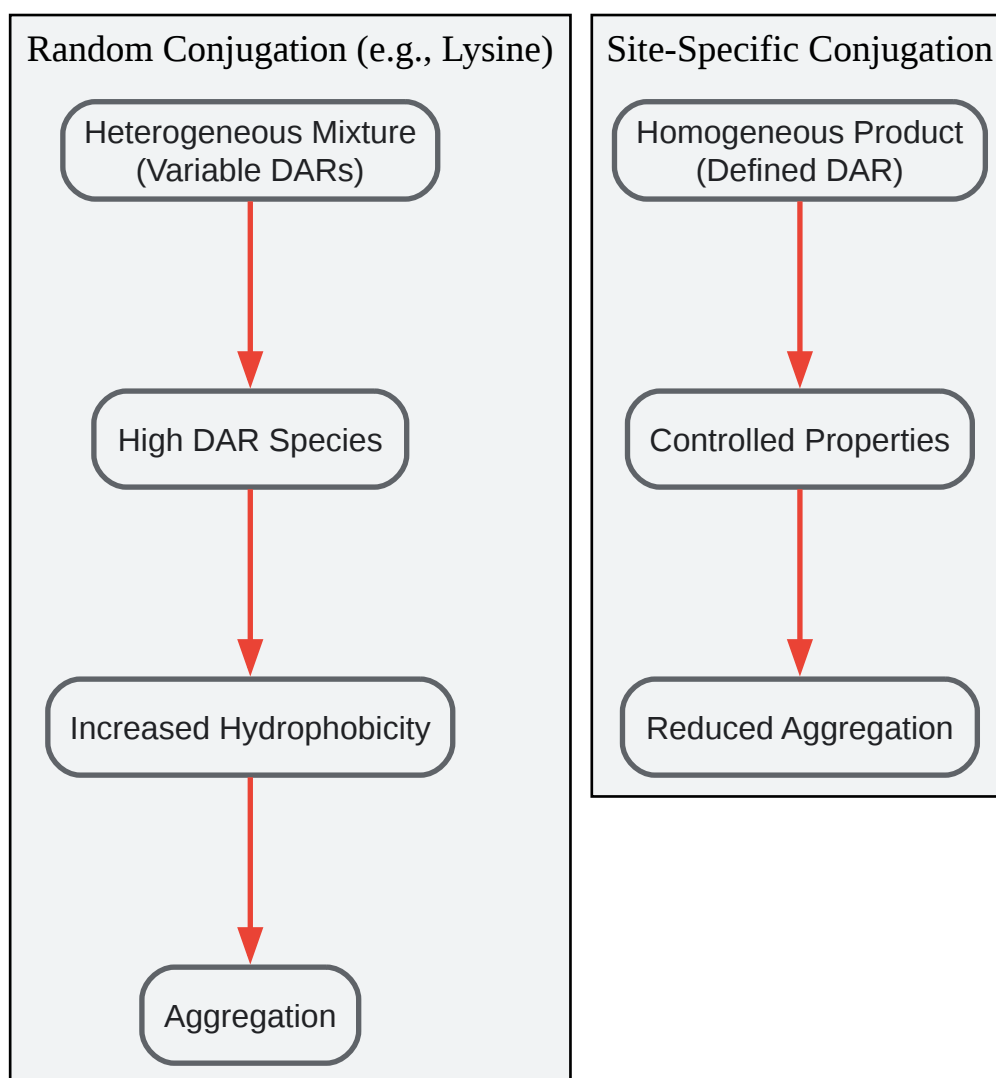 Random Conjugation (e.g., Lysine)
Heterogeneous Mixture
(Variable DARs)
High DAR Species
Increased Hydrophobicity
Aggregation
Site-Specific Conjugation
Homogeneous Product
(Defined DAR)
Controlled Properties
Reduced Aggregation